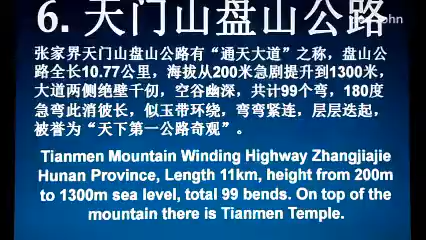 John
6. 天门山盘山公路
张家界天门山盘山公路有“通天大道”之称，盘山公
路全长10.77公里，海拔从200米急剧提升到1300米，
大道两侧绝壁千仞，空谷幽深，共计99个弯，180度
急弯此消彼长，似玉带环绕，弯弯紧连，层层迭起，
被誉为“天下第一公路奇观”。
Tianmen Mountain Winding Highway Zhangjiajie
Hunan Province, Length 11km, height from 200m
to 1300m sea level, total 99 bends. On top of the
mountain there is Tianmen Temple.